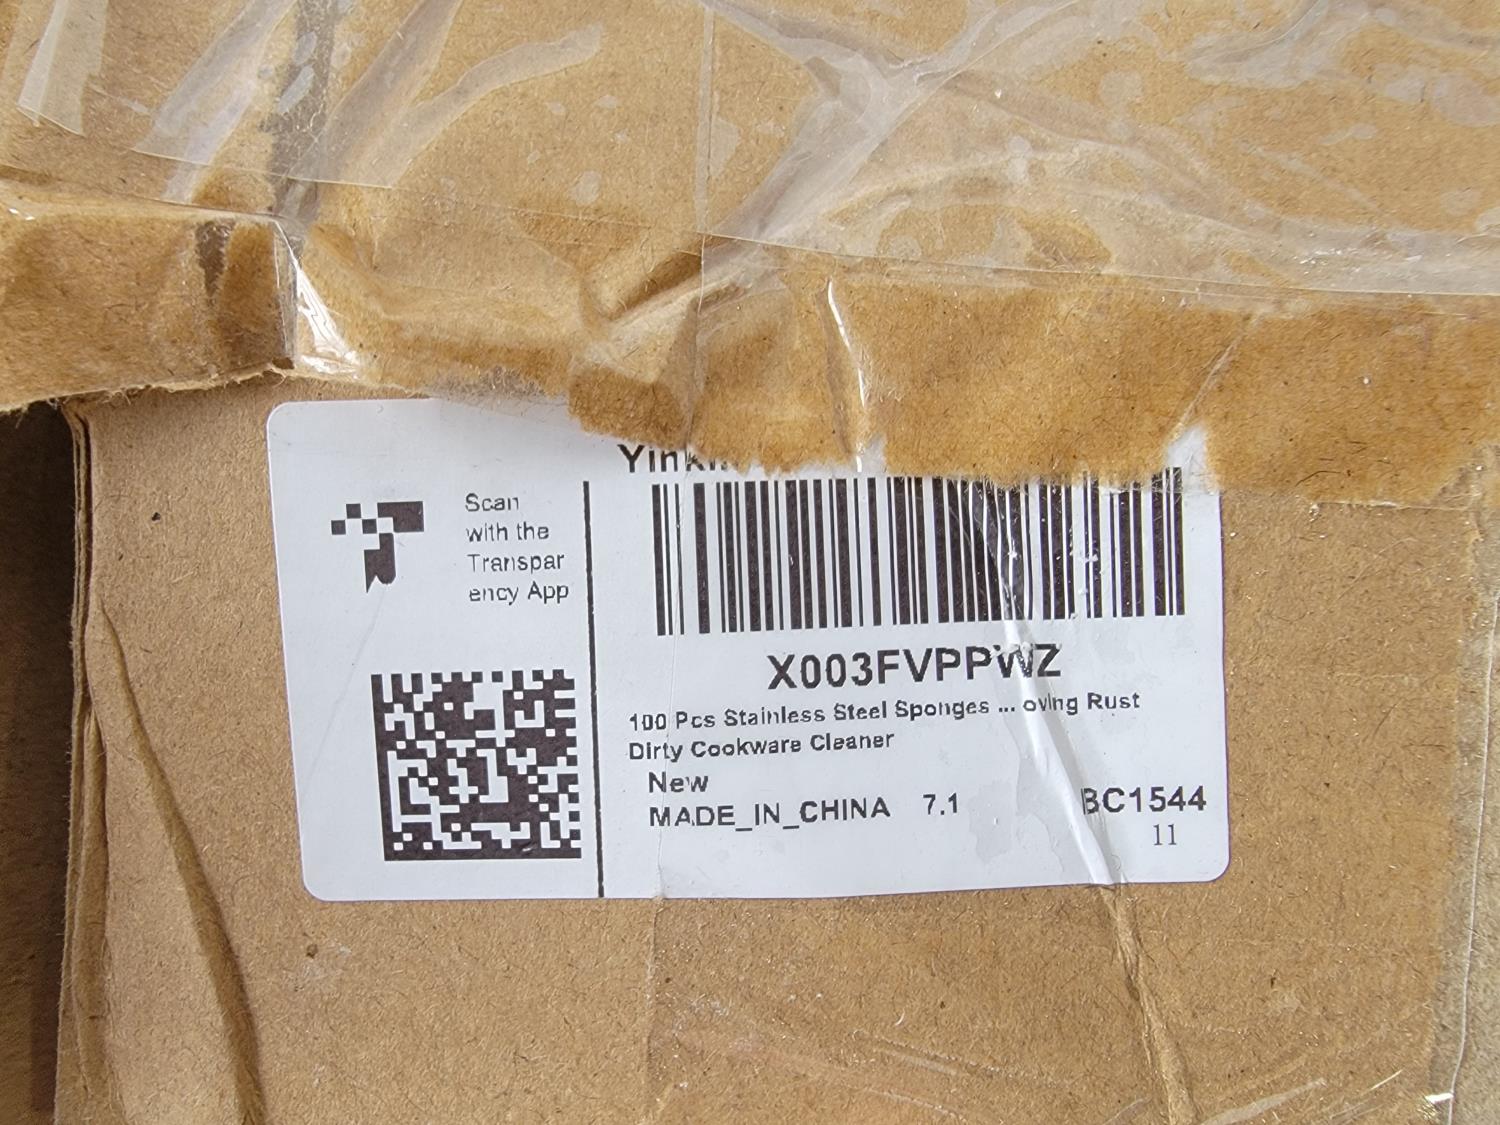 Scan
with the
Transpar
ency App
X003FVPPWZ
100 Pcs Stainless Steel Sponges ... oving Rust
Dirty Cookware Cleaner
New
MADE_IN_CHINA 7.1
BC1544
11